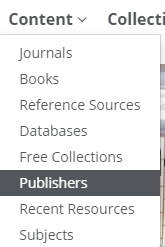 Content Collecti
Journals
Books
Reference Sources
Databases
Free Collections
Publishers
Recent Resources
Subjects